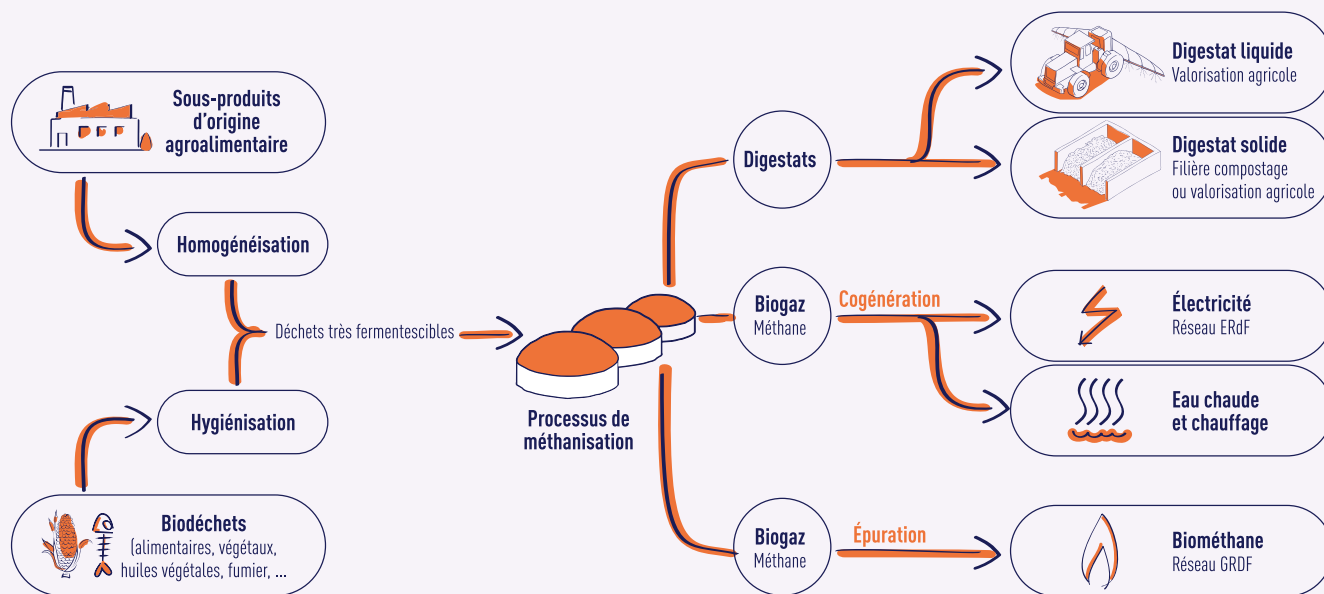 Sous-produits
d'origine
agroalimentaire
Homogénéisation
Déchets très fermentescibles
Hygiénisation
Biodéchets
(alimentaires, végétaux,
huiles végétales, fumier, ...
Processus de
méthanisation
Digestats
Digestat liquide
Valorisation agricole
Digestat solide
Filière compostage
ou valorisation agricole
Biogaz
Méthane
Cogénération
Électricité
Réseau ERdF
Eau chaude
et chauffage
Biogaz
Méthane
Épuration
Biométhane
Réseau GRDF